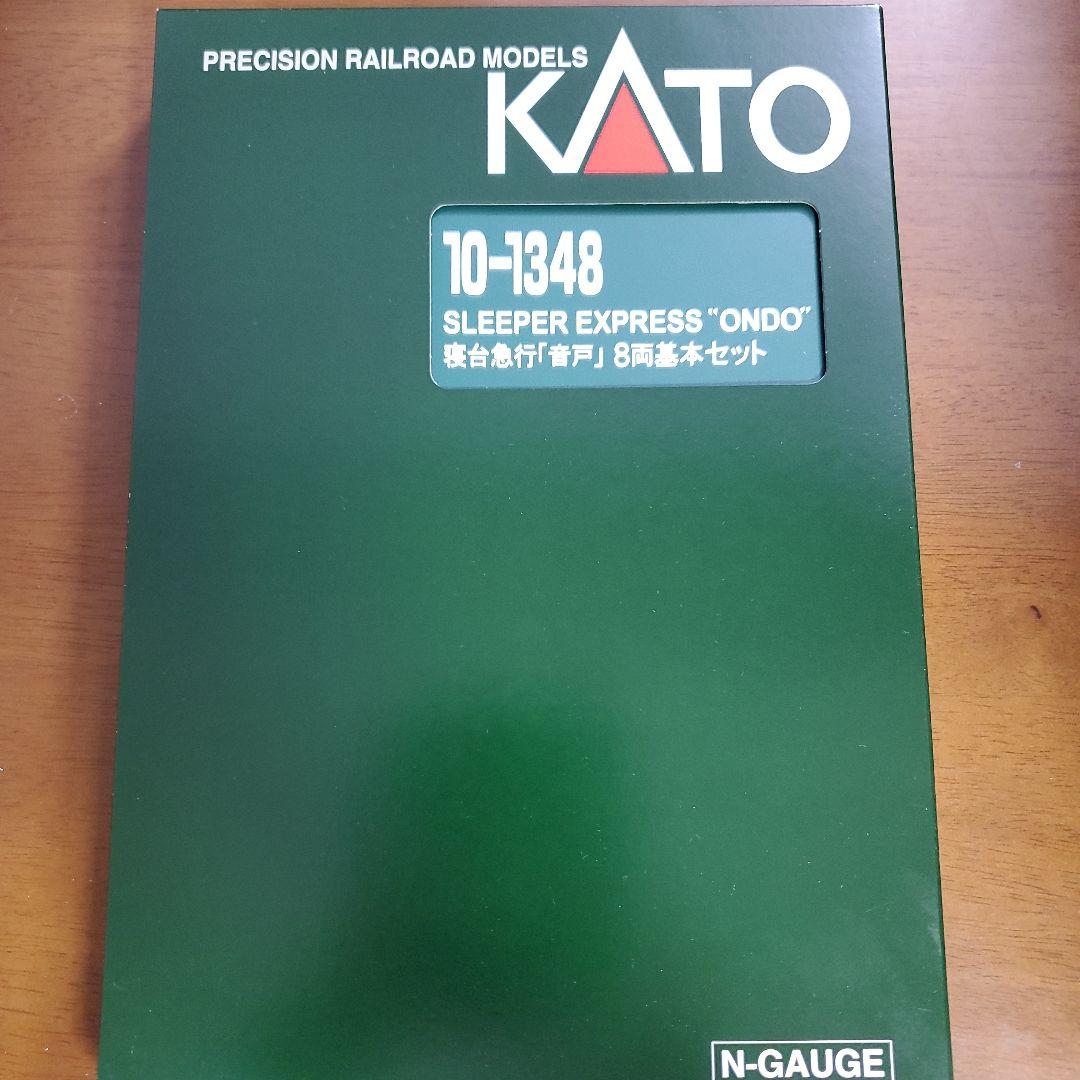 PRECISION RAILROAD MODELS
KATO
10-1348
SLEEPER EXPRESS "ONDO"
寝台急行「音戸」 8両基本セット
N-GAUGE